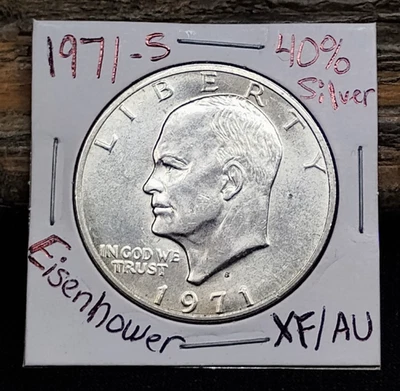 1971-S
40%
Silver
LIBERTY
IN GOD WE
TRUST
S
1971
Eisenhower
XF/AU